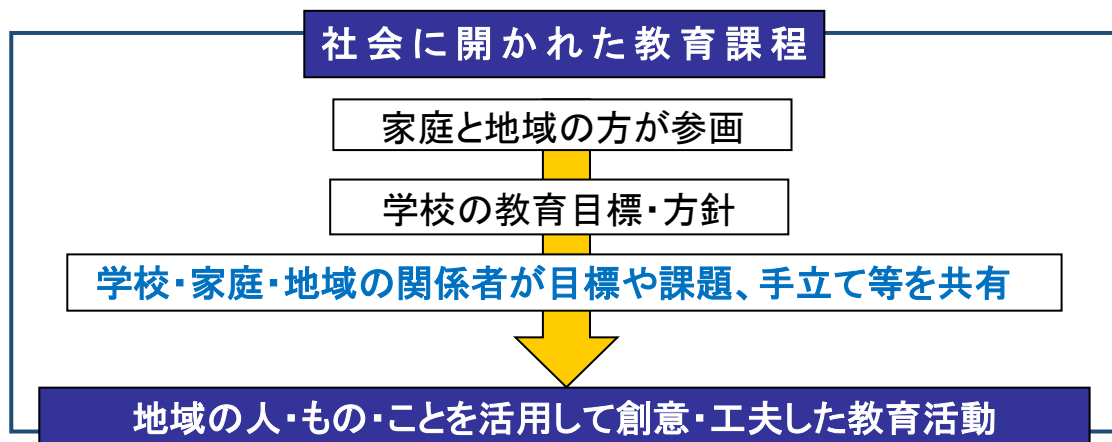 社会に開かれた教育課程
家庭と地域の方が参画
学校の教育目標・方針
学校・家庭・地域の関係者が目標や課題、手立て等を共有
地域の人・もの・ことを活用して創意・工夫した教育活動